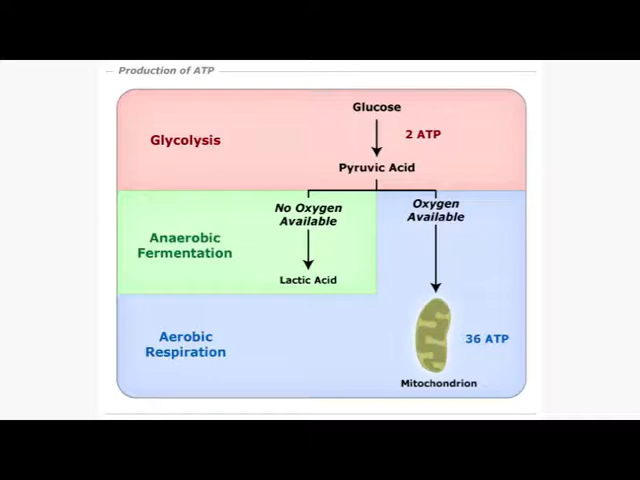 Production of ATP
Glucose
Glycolysis
2 ATP
Pyruvic Acid
No Oxygen
Available
Oxygen
Available
Anaerobic
Fermentation
Lactic Acid
Aerobic
Respiration
36 ATP
Mitochondrion